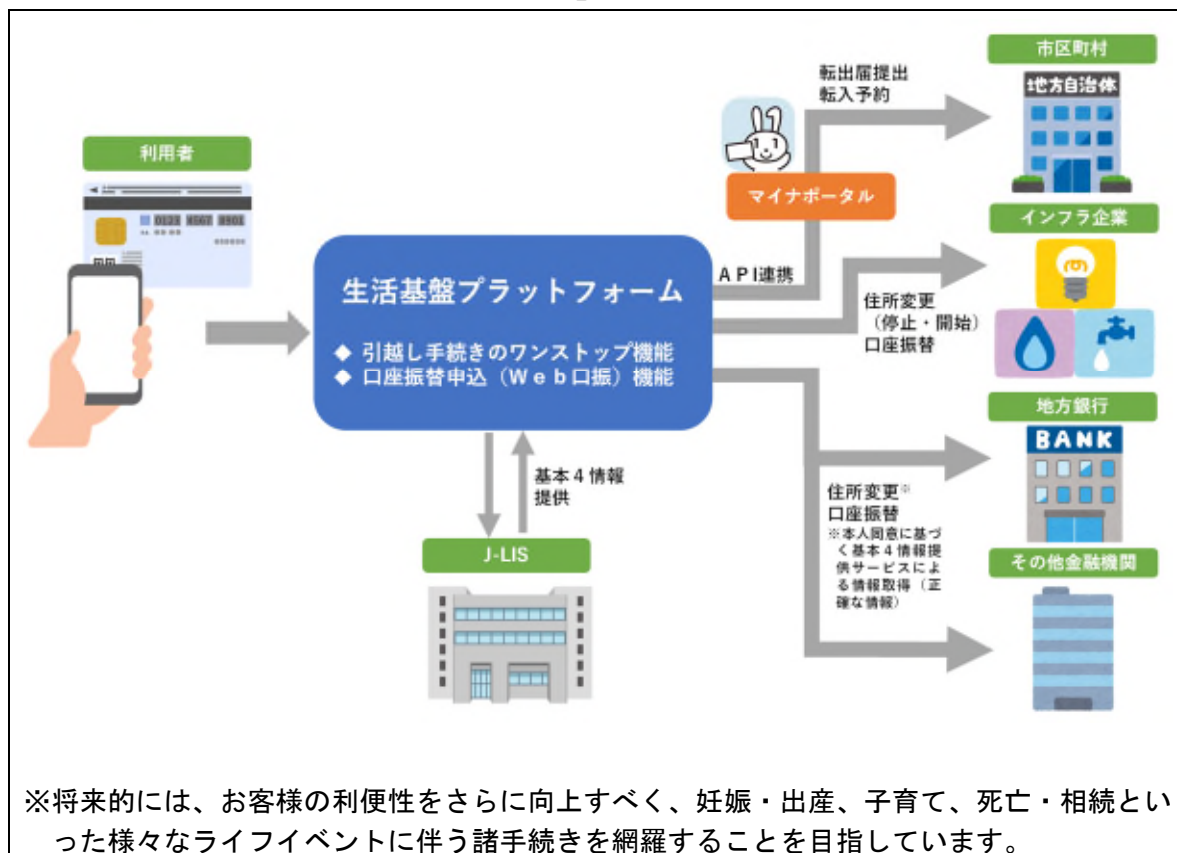 市区町村
転出届提出
転入予約
地方自治体
利用者
マイナポータル
インフラ企業
0123 4567 8901
生活基盤プラットフォーム
API連携
◆ 引越し手続きのワンストップ機能
◆ 口座振替申込（Web口振）機能
住所変更
（停止・開始）
口座振替
地方銀行
BANK
基本4情報
提供
住所変更※
口座振替
※本人同意に基づ
く基本4情報提
供サービスによ
る情報取得（正
確な情報）
J-LIS
その他金融機関
※将来的には、お客様の利便性をさらに向上すべく、妊娠・出産、子育て、死亡・相続とい
った様々なライフイベントに伴う諸手続きを網羅することを目指しています。